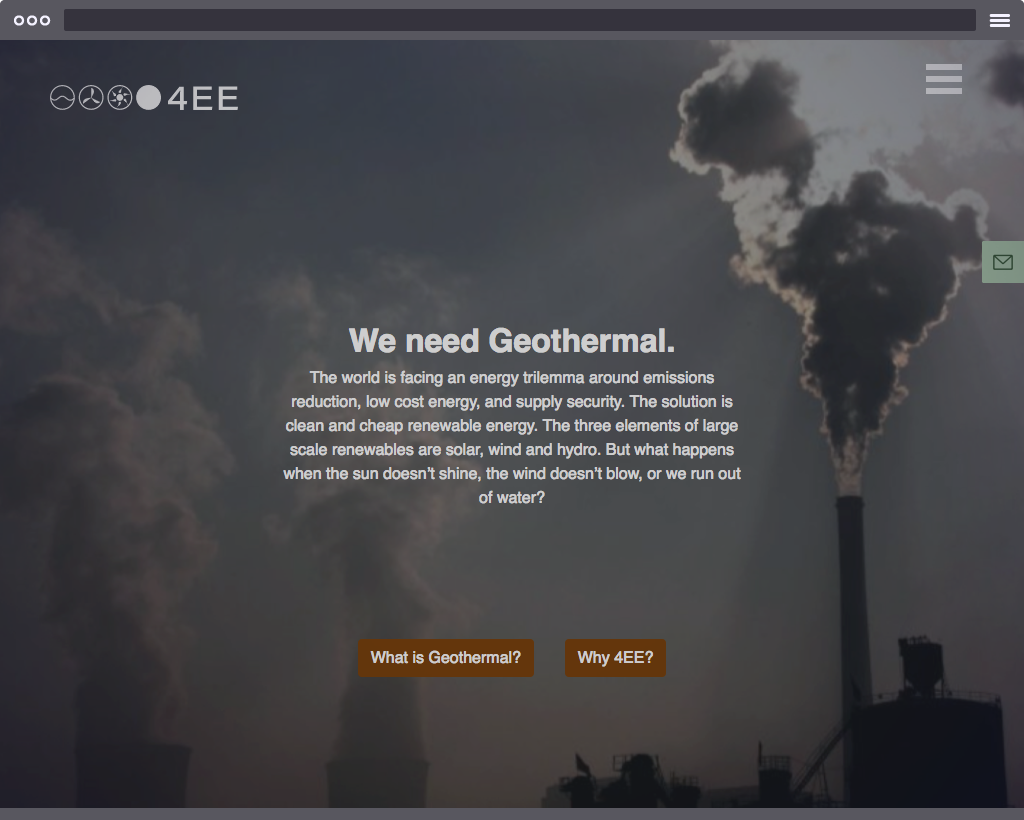 4EE
We need Geothermal.
The world is facing an energy trilemma around emissions
reduction, low cost energy, and supply security. The solution is
clean and cheap renewable energy. The three elements of large
scale renewables are solar, wind and hydro. But what happens
when the sun doesn’t shine, the wind doesn’t blow, or we run out
of water?
What is Geothermal?
Why 4EE?